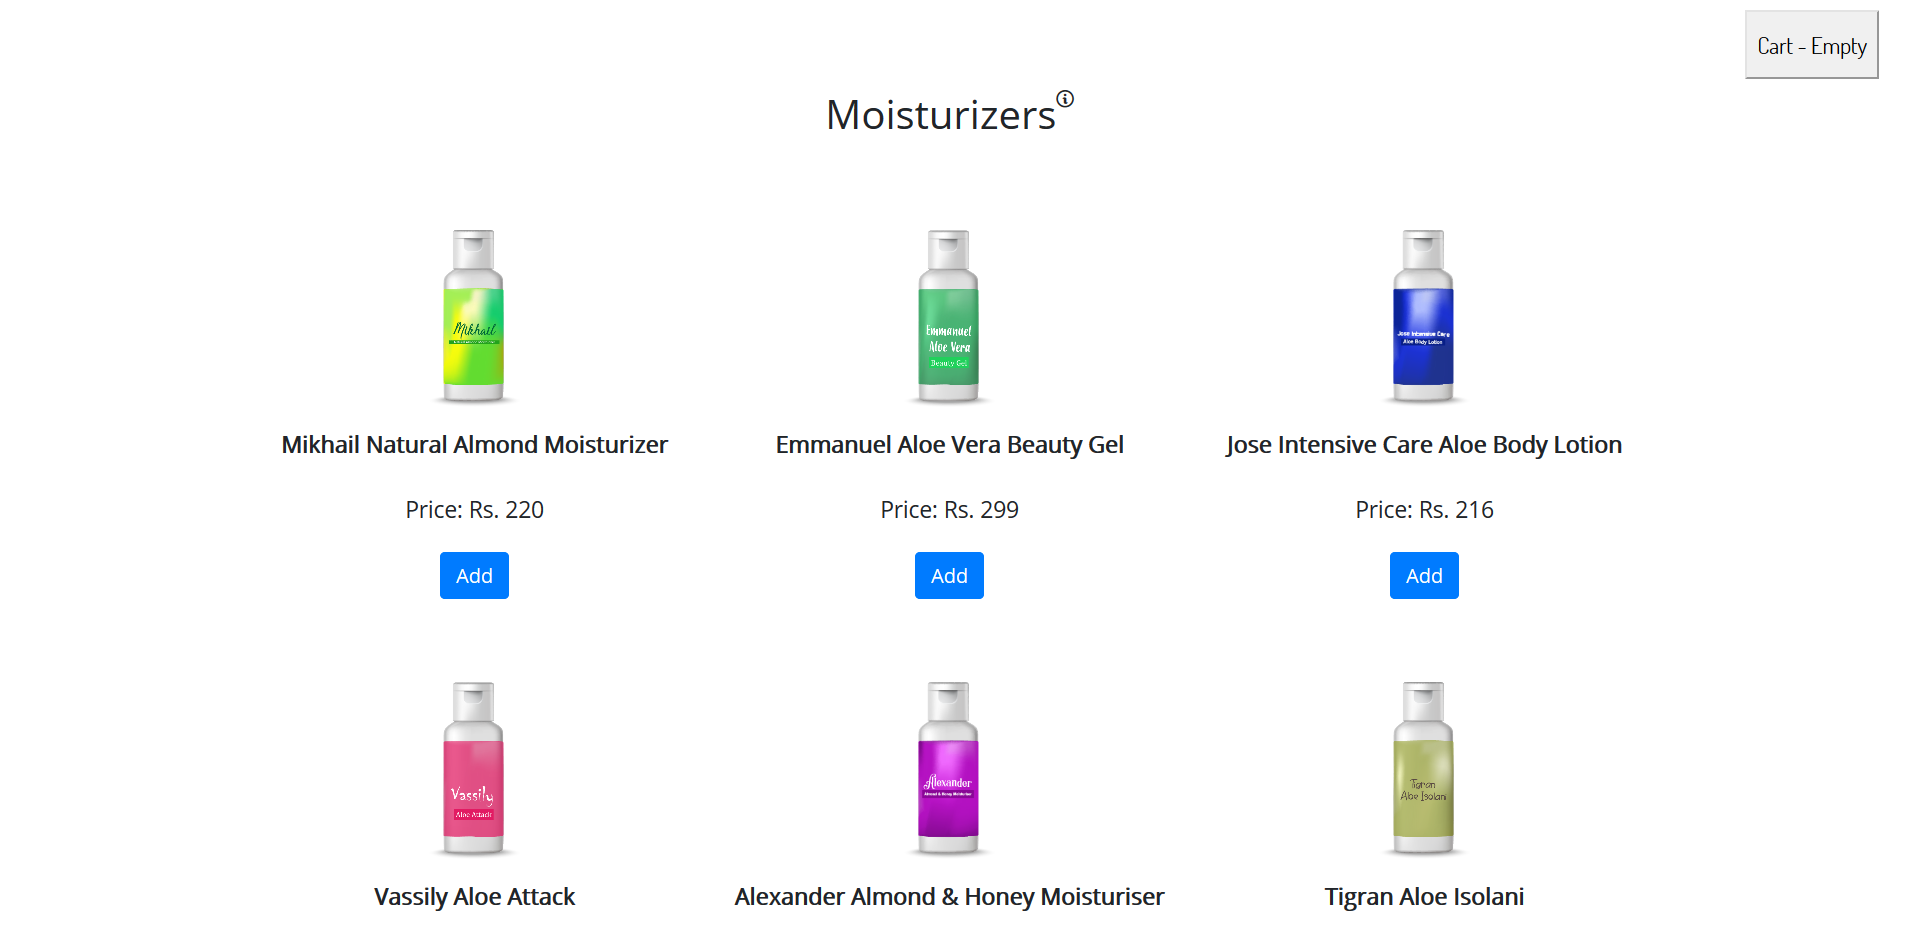 Cart - Empty
Moisturizers
Mikhail
Emmanuel
Aloe Vera
Beauty Gel
Jose Intensive Care
Aloe Body Lotion
Mikhail Natural Almond Moisturizer
Emmanuel Aloe Vera Beauty Gel
Jose Intensive Care Aloe Body Lotion
Price: Rs. 220
Price: Rs. 299
Price: Rs. 216
Add
Add
Add
Vassily
Aloe Attack
Alexander
Almond & Honey Moisturiser
Tigran
Aloe Isolani
Vassily Aloe Attack
Alexander Almond & Honey Moisturiser
Tigran Aloe Isolani